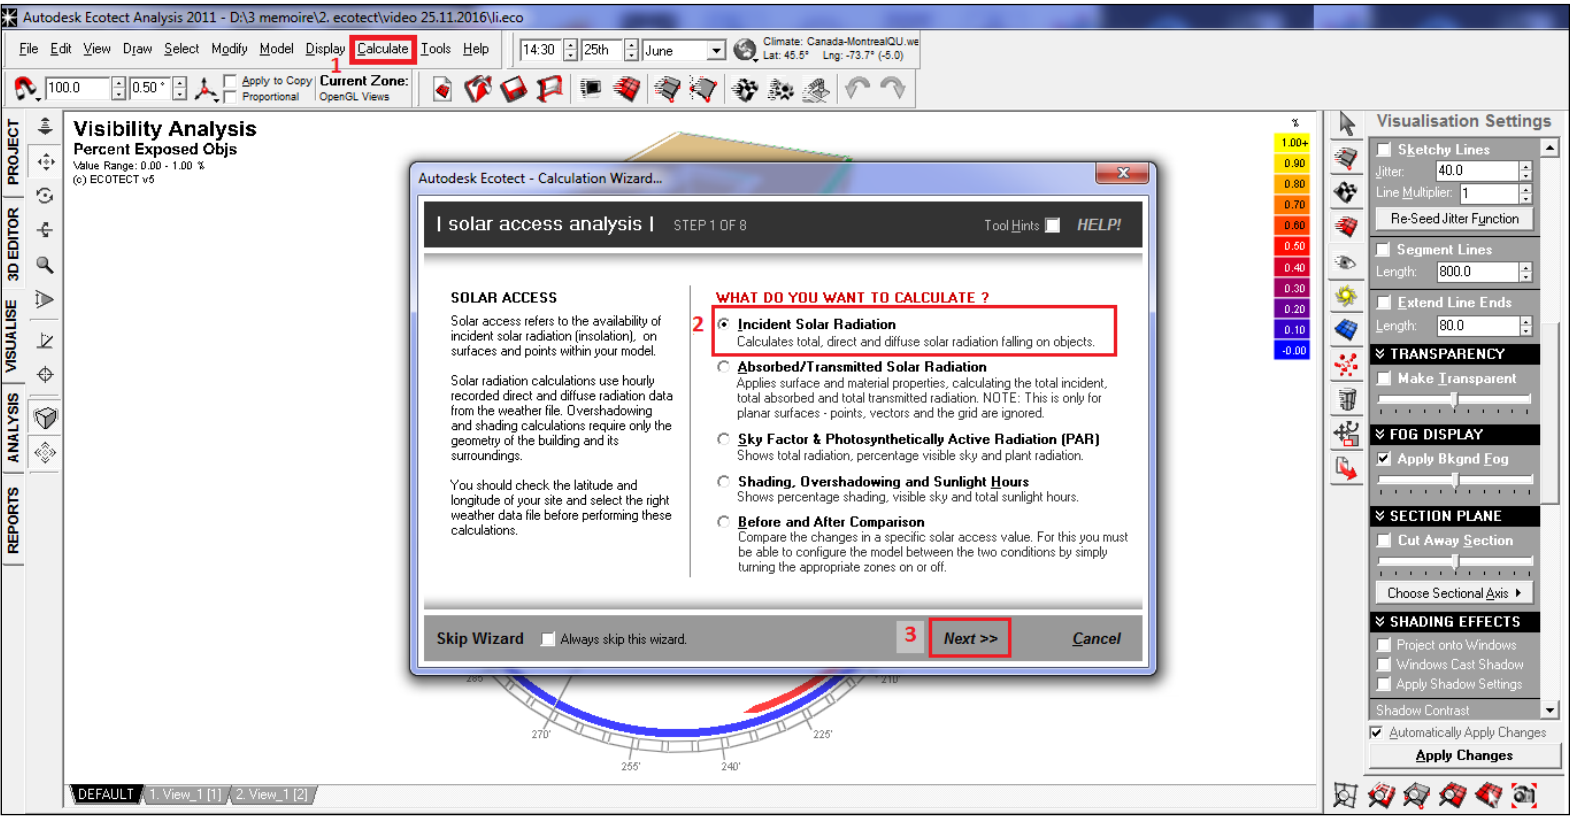 Autodesk Ecotect Analysis 2011 - D:\3 memoire\2. ecotect\video 25.11.2016\li.eco
File Edit View Draw Select Modify Model Display Calculate Tools Help
1
14:30 25th June
Climate: Canada-MontrealQU.we
Lat: 45.5° Lng: -73.7° (-5.0)
100.0 0.50 °
Apply to Copy
Proportional
Current Zone:
OpenGL Views
PROJECT
3D EDITOR
VISUALISE
ANALYSIS
REPORTS
Visibility Analysis
Percent Exposed Objs
Value Range: 0.00 - 1.00 %
(c) ECOTECT v5
Autodesk Ecotect - Calculation Wizard...
| solar access analysis | STEP 1 OF 8
Tool Hints HELP!
SOLAR ACCESS
Solar access refers to the availability of
incident solar radiation (insolation), on
surfaces and points within your model.
Solar radiation calculations use hourly
recorded direct and diffuse radiation data
from the weather file. Overshadowing
and shading calculations require only the
geometry of the building and its
surroundings.
You should check the latitude and
longitude of your site and select the right
weather data file before performing these
calculations.
WHAT DO YOU WANT TO CALCULATE ?
2
Incident Solar Radiation
Calculates total, direct and diffuse solar radiation falling on objects.
Absorbed/Transmitted Solar Radiation
Applies surface and material properties, calculating the total incident,
total absorbed and total transmitted radiation. NOTE: This is only for
planar surfaces - points, vectors and the grid are ignored.
Sky Factor & Photosynthetically Active Radiation (PAR)
Shows total radiation, percentage visible sky and plant radiation.
Shading, Overshadowing and Sunlight Hours
Shows percentage shading, visible sky and total sunlight hours.
Before and After Comparison
Compare the changes in a specific solar access value. For this you must
be able to configure the model between the two conditions by simply
turning the appropriate zones on or off.
Skip Wizard Always skip this wizard.
3 Next >> Cancel
285°
270°
255°
240°
225°
210°
%
1.00+
0.90
0.80
0.70
0.60
0.50
0.40
0.30
0.20
0.10
-0.00
Visualisation Settings
Sketchy Lines
Jitter: 40.0
Line Multiplier: 1
Re-Seed Jitter Function
Segment Lines
Length: 800.0
Extend Line Ends
Length: 80.0
TRANSPARENCY
Make Transparent
FOG DISPLAY
Apply Bkgnd Fog
SECTION PLANE
Cut Away Section
Choose Sectional Axis
SHADING EFFECTS
Project onto Windows
Windows Cast Shadow
Apply Shadow Settings
Shadow Contrast
Automatically Apply Changes
Apply Changes
DEFAULT 1. View_1 [1] 2. View_1 [2]